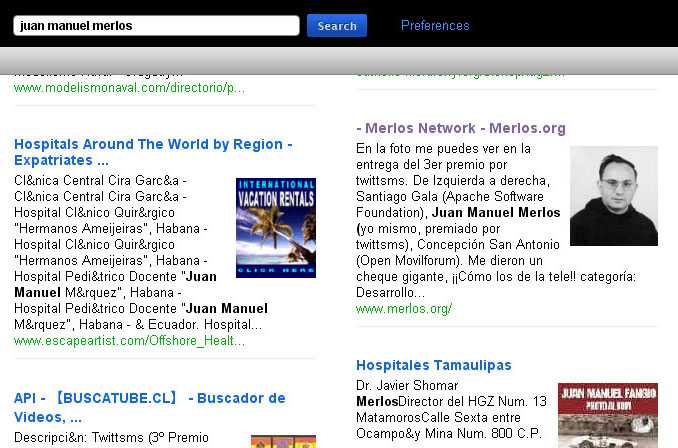 juan manuel merlos
Search
Preferences
www.modelismonaval.com/directorio/p...
Hospitals Around The World by Region -
Expatriates ...
Cl&nica Central Cira Garc&a -
Cl&nica Central Cira Garc&a -
Hospital Cl&nico Quir&rgico
"Hermanos Ameijeiras", Habana -
Hospital Cl&nico Quir&rgico
"Hermanos Ameijeiras", Habana -
Hospital Pedi&trico Docente "Juan
Manuel M&rquez", Habana -
Hospital Pedi&trico Docente "Juan Manuel
M&rquez", Habana - & Ecuador. Hospital...
www.escapeartist.com/Offshore_Healt...
INTERNATIONAL
VACATION RENTALS
CLICK HERE
API - 【BUSCATUBE.CL】 - Buscador de
Videos, ...
Descripci&n: Twittsms (3º Premio
- Merlos Network - Merlos.org
En la foto me puedes ver en la
entrega del 3er premio por
twittsms. De Izquierda a derecha,
Santiago Gala (Apache Software
Foundation), Juan Manuel Merlos
(yo mismo, premiado por
twittsms), Concepción San Antonio
(Open Movilforum). Me dieron un
cheque gigante, ¡¡Cómo los de la tele!! categoría:
Desarrollo...
www.merlos.org/
Hospitales Tamaulipas
Dr. Javier Shomar
MerlosDirector del HGZ Num. 13
MatamorosCalle Sexta entre
Ocampo&y Mina Num. 800 C.P.
JUAN MANUEL FANGIO